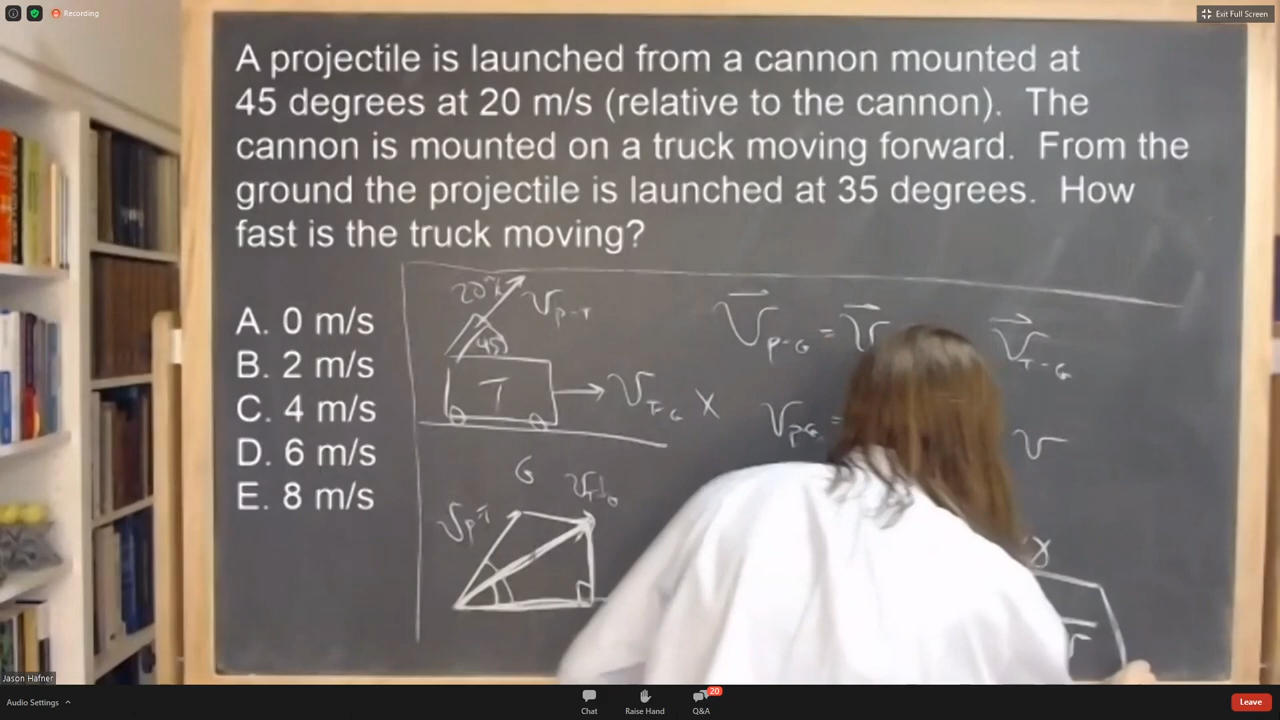 Recording
Exit Full Screen
A projectile is launched from a cannon mounted at
45 degrees at 20 m/s (relative to the cannon). The
cannon is mounted on a truck moving forward. From the
ground the projectile is launched at 35 degrees. How
fast is the truck moving?
A. 0 m/s
B. 2 m/s
C. 4 m/s
D. 6 m/s
E. 8 m/s
V P-T
45
T
V T-G X
G
V P-G = V
V T-G
V PG =
V
V PT
Jason Hafner
Audio Settings
Chat
Raise Hand
20
Q&A
Leave